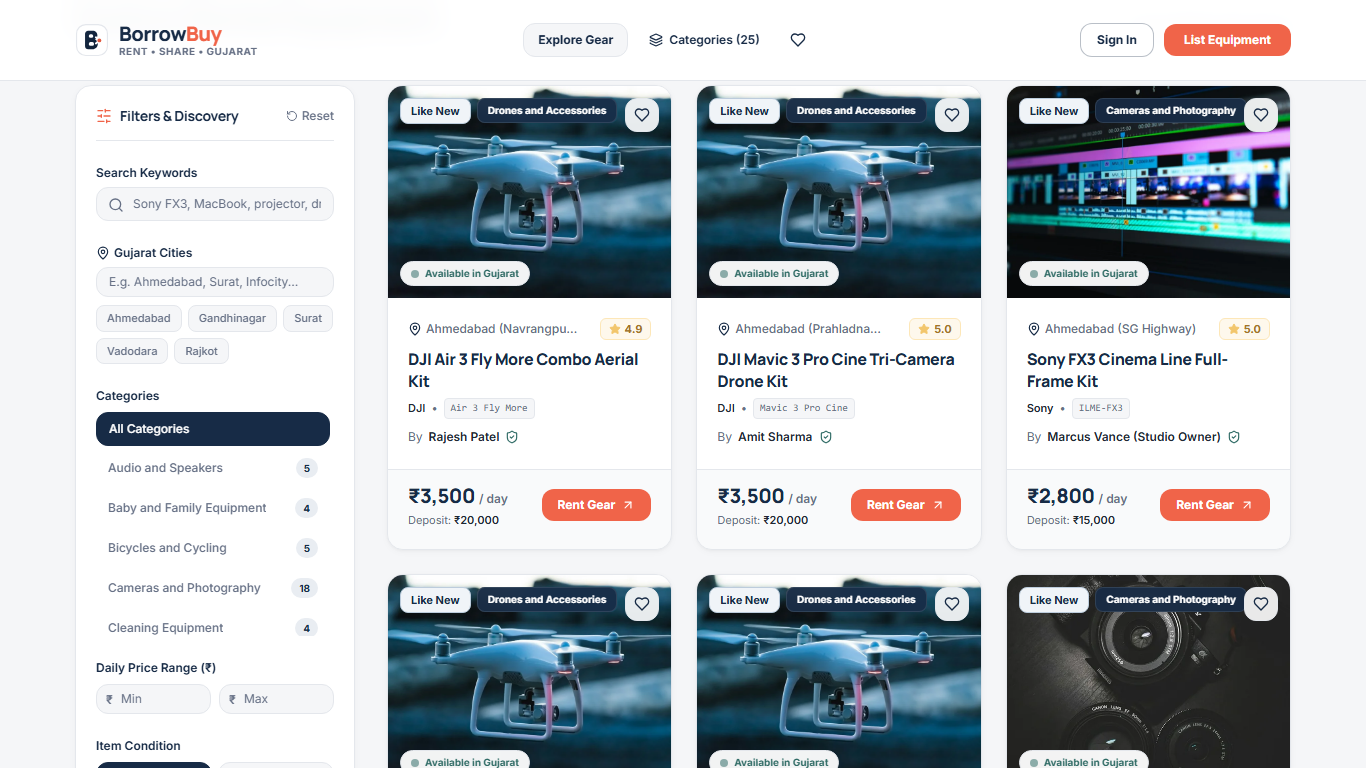 BorrowBuy
RENT • SHARE • GUJARAT
Explore Gear
Categories (25)
Sign In
List Equipment
Filters & Discovery
Reset
Search Keywords
Sony FX3, MacBook, projector, dr
Gujarat Cities
E.g. Ahmedabad, Surat, Infocity...
Ahmedabad
Gandhinagar
Surat
Vadodara
Rajkot
Categories
All Categories
Audio and Speakers 5
Baby and Family Equipment 4
Bicycles and Cycling 5
Cameras and Photography 18
Cleaning Equipment 4
Daily Price Range (₹)
₹ Min
₹ Max
Item Condition
Like New
Drones and Accessories
Available in Gujarat
Ahmedabad (Navrangpu...
4.9
DJI Air 3 Fly More Combo Aerial
Kit
DJI • Air 3 Fly More
By Rajesh Patel
₹3,500 / day
Deposit: ₹20,000
Rent Gear
Like New
Drones and Accessories
Available in Gujarat
Ahmedabad (Prahladna...
5.0
DJI Mavic 3 Pro Cine Tri-Camera
Drone Kit
DJI • Mavic 3 Pro Cine
By Amit Sharma
₹3,500 / day
Deposit: ₹20,000
Rent Gear
Like New
Cameras and Photography
Available in Gujarat
Ahmedabad (SG Highway)
5.0
Sony FX3 Cinema Line Full-
Frame Kit
Sony • ILME-FX3
By Marcus Vance (Studio Owner)
₹2,800 / day
Deposit: ₹15,000
Rent Gear
Like New
Drones and Accessories
Available in Gujarat
Like New
Drones and Accessories
Available in Gujarat
Like New
Cameras and Photography
Available in Gujarat